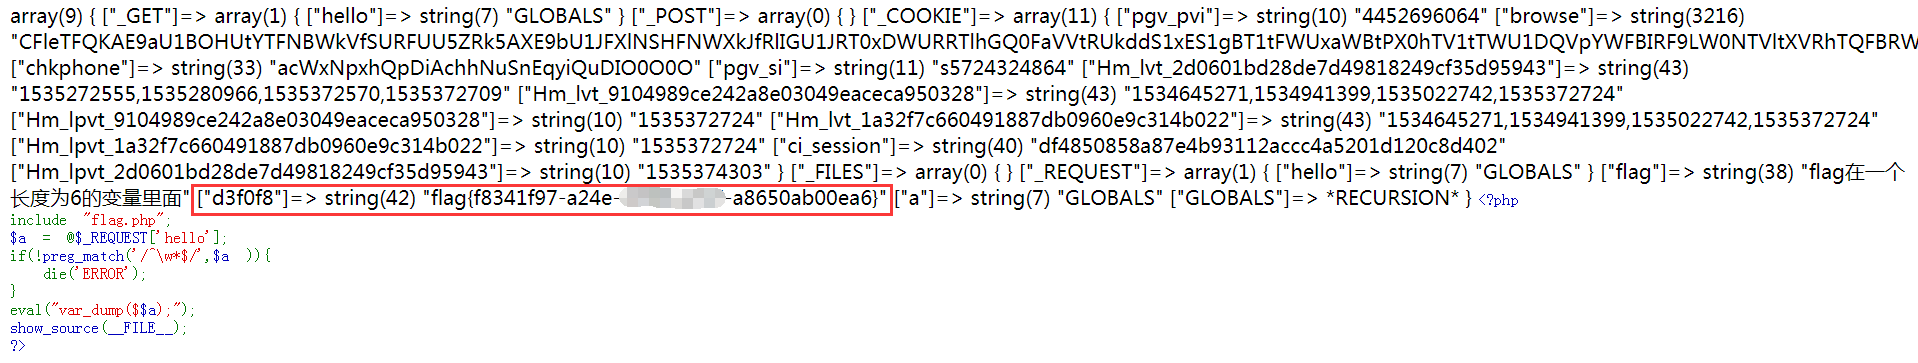 array(9) { ["_GET"]=> array(1) { ["hello"]=> string(7) "GLOBALS" } ["_POST"]=> array(0) { } ["_COOKIE"]=> array(11) { ["pgv_pvi"]=> string(10) "4452696064" ["browse"]=> string(3216)
["chkphone"]=> string(33) "acWxNpxhQpDiAchhNuSnEqyiQuDIO0O0O" ["pgv_si"]=> string(11) "s5724324864" ["Hm_lvt_2d0601bd28de7d49818249cf35d95943"]=> string(43)
"1535272555,1535280966,1535372570,1535372709" ["Hm_lvt_9104989ce242a8e03049eaceca950328"]=> string(43) "1534645271,1534941399,1535022742,1535372724"
["Hm_lpvt_9104989ce242a8e03049eaceca950328"]=> string(10) "1535372724" ["Hm_lvt_1a32f7c660491887db0960e9c314b022"]=> string(43) "1534645271,1534941399,1535022742,1535372724"
["Hm_lpvt_1a32f7c660491887db0960e9c314b022"]=> string(10) "1535372724" ["ci_session"]=> string(40) "df4850858a87e4b93112accc4a5201d120c8d402"
["Hm_lpvt_2d0601bd28de7d49818249cf35d95943"]=> string(10) "1535374303" } ["_FILES"]=> array(0) { } ["_REQUEST"]=> array(1) { ["hello"]=> string(7) "GLOBALS" } ["flag"]=> string(38) "flag在一个
长度为6的变量里面" ["d3f0f8"]=> string(42) "flag{f8341f97-a24e- -a8650ab00ea6}" ["a"]=> string(7) "GLOBALS" ["GLOBALS"]=> *RECURSION* } <?php
include "flag.php";
$a = @$_REQUEST['hello'];
if(!preg_match('/^\w*$/',$a )){
die('ERROR');
}
eval("var_dump($$a);");
show_source(__FILE__);
?>